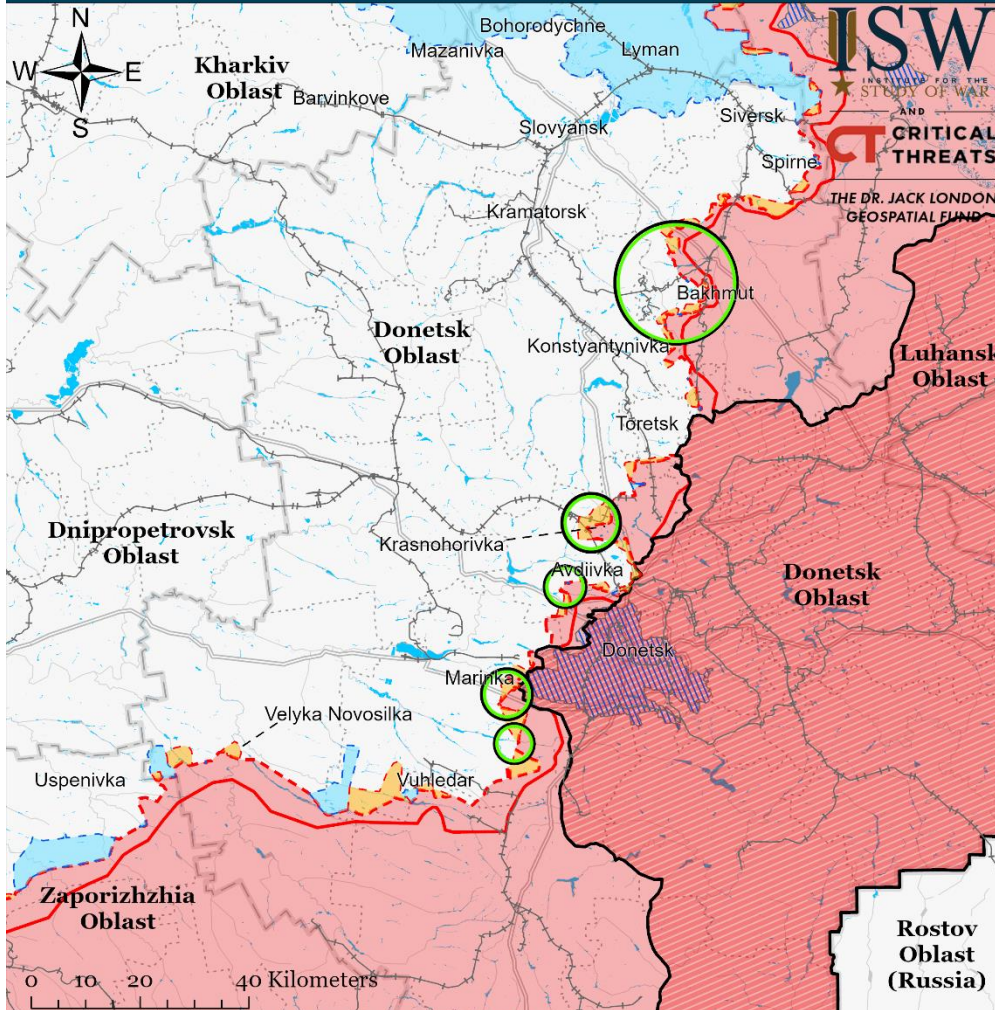 N
W E
S
ISW
INSTITUTE FOR THE
STUDY OF WAR
AND
CT CRITICAL
THREATS
THE DR. JACK LONDON
GEOSPATIAL FUND
Bohorodychne
Mazanivka
Lyman
Kharkiv
Oblast
Barvinkove
Slovyansk
Siversk
Spirne
Kramatorsk
Bakhmut
Donetsk
Oblast
Konstyantynivka
Luhansk
Oblast
Toretsk
Dnipropetrovsk
Oblast
Krasnohorivka
Avdiivka
Donetsk
Oblast
Donetsk
Marinka
Velyka Novosilka
Uspenivka
Vuhledar
Zaporizhzhia
Oblast
Rostov
Oblast
(Russia)
0 10 20 40 Kilometers